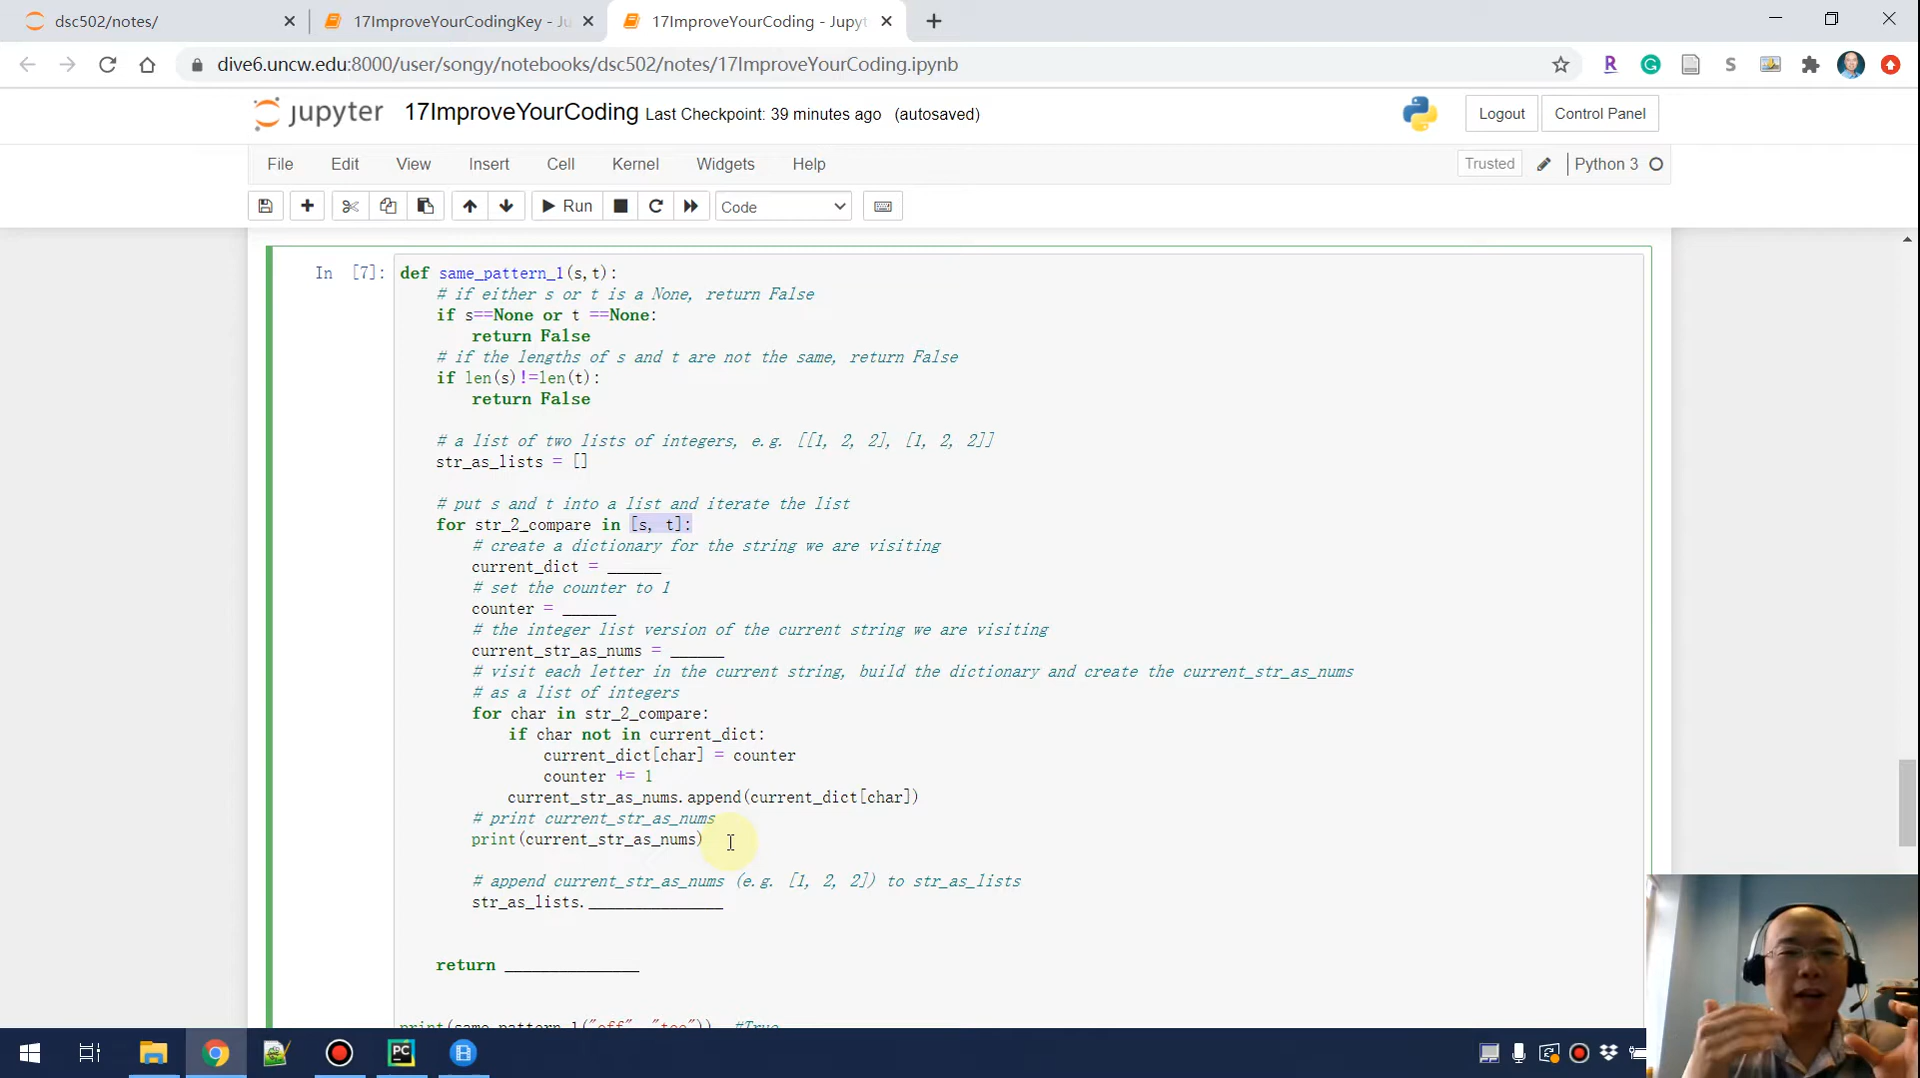 dsc502/notes/
17ImproveYourCodingKey - Ju
17ImproveYourCoding - Jupyt
dive6.uncw.edu:8000/user/songy/notebooks/dsc502/notes/17ImproveYourCoding.ipynb
jupyter 17ImproveYourCoding Last Checkpoint: 39 minutes ago (autosaved)
Logout
Control Panel
File Edit View Insert Cell Kernel Widgets Help
Trusted
Python 3
Run
Code
In [7]:
def same_pattern_1(s,t):
# if either s or t is a None, return False
if s==None or t ==None:
return False
# if the lengths of s and t are not the same, return False
if len(s)!=len(t):
return False
# a list of two lists of integers, e.g. [[1, 2, 2], [1, 2, 2]]
str_as_lists = []
# put s and t into a list and iterate the list
for str_2_compare in [s, t]:
# create a dictionary for the string we are visiting
current_dict = ______
# set the counter to 1
counter = ______
# the integer list version of the current string we are visiting
current_str_as_nums = ______
# visit each letter in the current string, build the dictionary and create the current_str_as_nums
# as a list of integers
for char in str_2_compare:
if char not in current_dict:
current_dict[char] = counter
counter += 1
current_str_as_nums.append(current_dict[char])
# print current_str_as_nums
print(current_str_as_nums)
# append current_str_as_nums (e.g. [1, 2, 2]) to str_as_lists
str_as_lists._______________
return _______________
print(same_pattern_1("off", "too")) #True